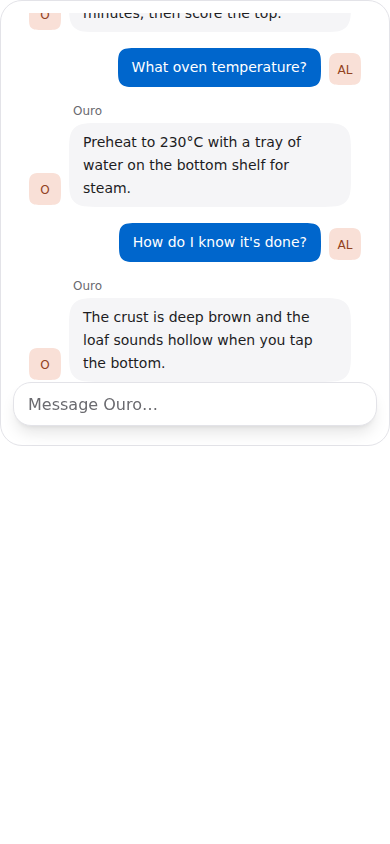 O
minutes, then score the top.
What oven temperature?
AL
Ouro
Preheat to 230°C with a tray of
water on the bottom shelf for
steam.
O
How do I know it's done?
AL
Ouro
The crust is deep brown and the
loaf sounds hollow when you tap
the bottom.
O
Message Ouro…